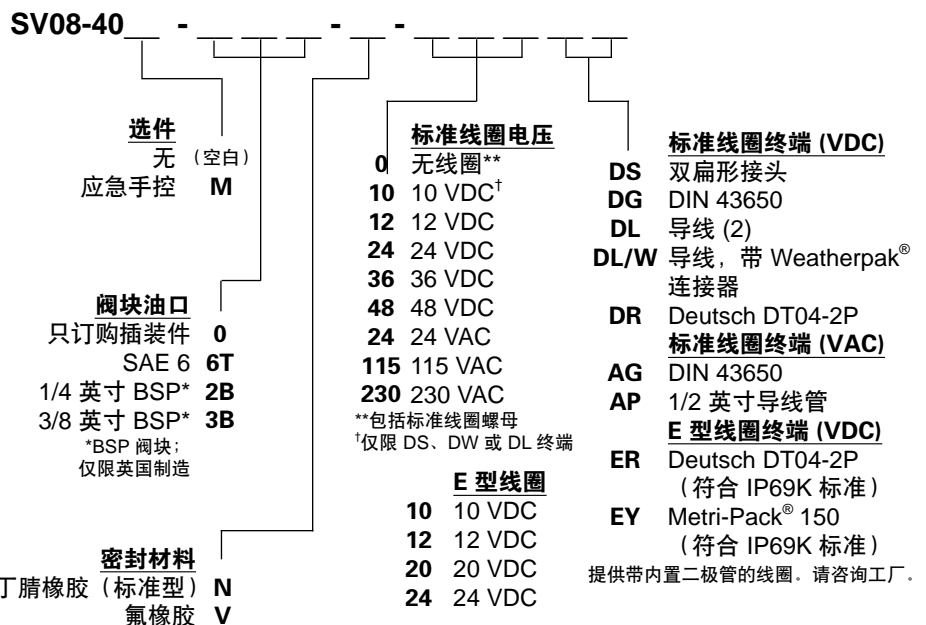 SV08-40__ - ___ - __ - ___ __
选件
无 (空白)
应急手控 M
阀块油口
只订购插装件 0
SAE 6 6T
1/4 英寸 BSP* 2B
3/8 英寸 BSP* 3B
*BSP 阀块；
仅限英国制造
密封材料
丁腈橡胶（标准型）N
氟橡胶 V
标准线圈电压
0 无线圈**
10 10 VDC†
12 12 VDC
24 24 VDC
36 36 VDC
48 48 VDC
24 24 VAC
115 115 VAC
230 230 VAC
**包括标准线圈螺母
†仅限 DS、DW 或 DL 终端
E 型线圈
10 10 VDC
12 12 VDC
20 20 VDC
24 24 VDC
标准线圈终端 (VDC)
DS 双扁形接头
DG DIN 43650
DL 导线 (2)
DL/W 导线，带 Weatherpak®
连接器
DR Deutsch DT04-2P
标准线圈终端 (VAC)
AG DIN 43650
AP 1/2 英寸导线管
E 型线圈终端 (VDC)
ER Deutsch DT04-2P
（符合 IP69K 标准）
EY Metri-Pack® 150
（符合 IP69K 标准）
提供带内置二极管的线圈。请咨询工厂。